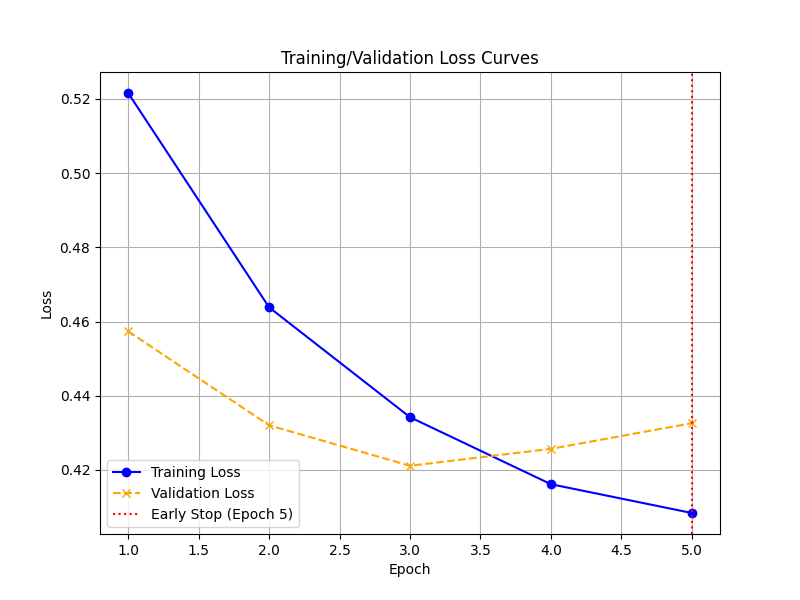 Training/Validation Loss Curves
0.52
0.50
0.48
0.46
0.44
0.42
Loss
Training Loss
Validation Loss
Early Stop (Epoch 5)
1.0 1.5 2.0 2.5 3.0 3.5 4.0 4.5 5.0
Epoch